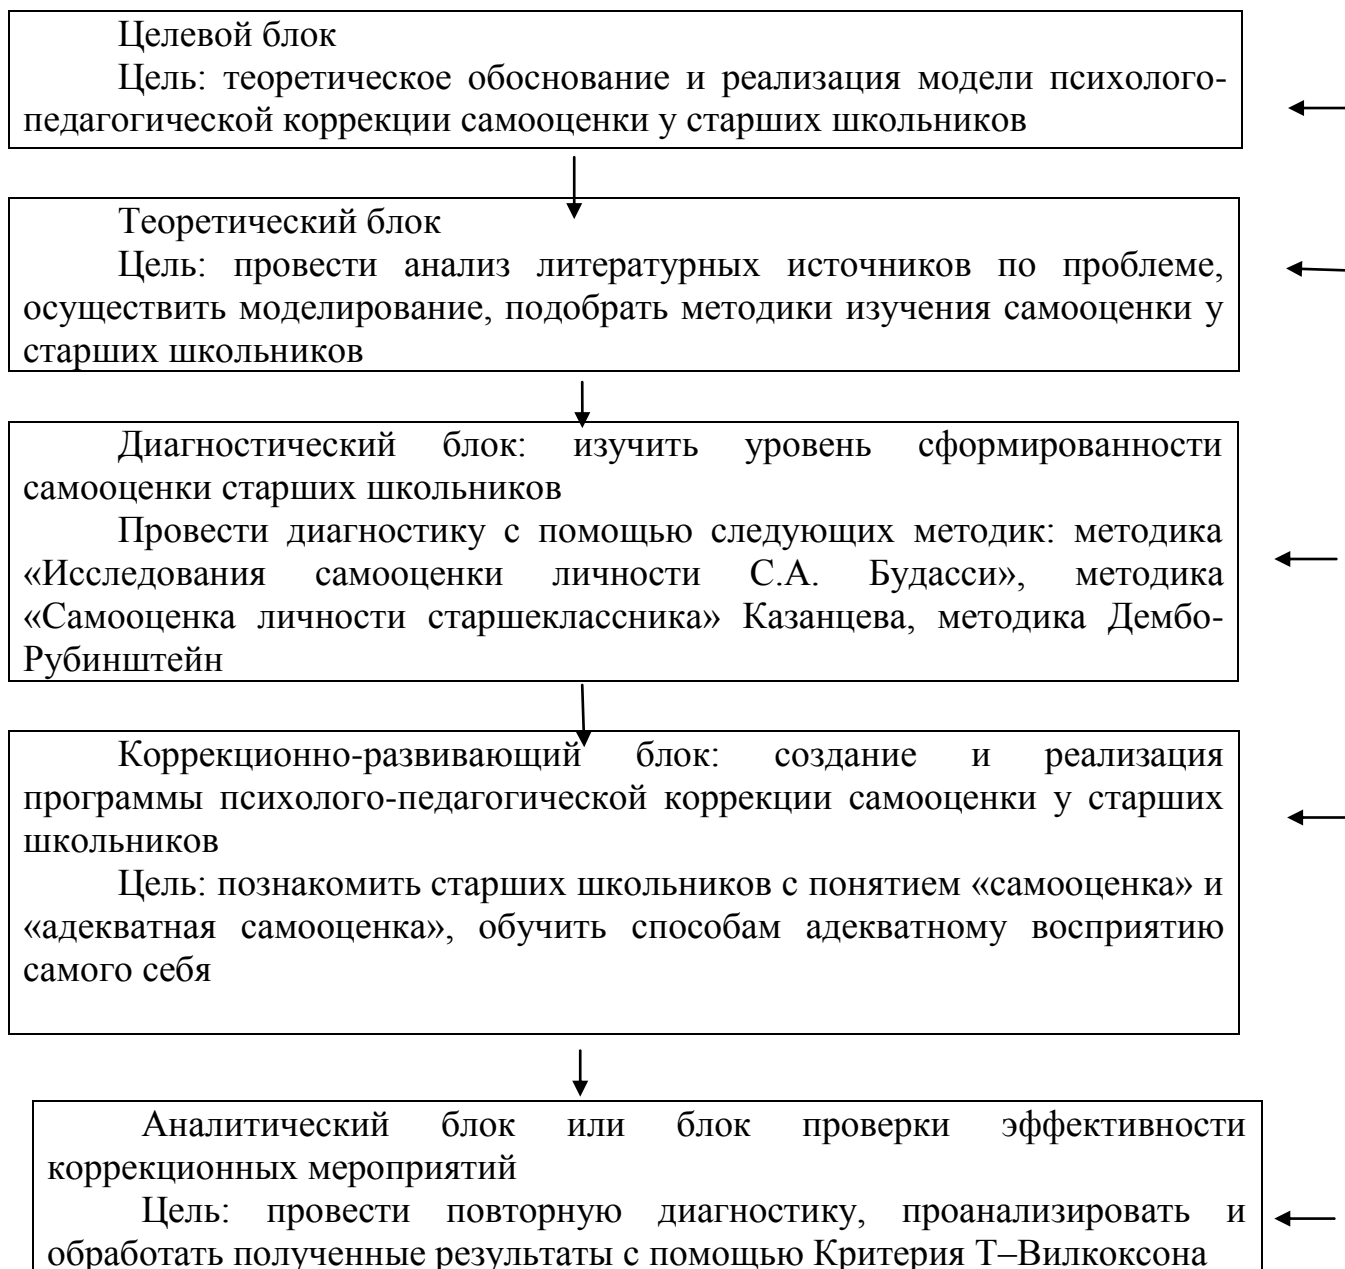 Целевой блок
Цель: теоретическое обоснование и реализация модели психолого-
педагогической коррекции самооценки у старших школьников
Теоретический блок
Цель: провести анализ литературных источников по проблеме,
осуществить моделирование, подобрать методики изучения самооценки у
старших школьников
Диагностический блок: изучить уровень сформированности
самооценки старших школьников
Провести диагностику с помощью следующих методик: методика
«Исследования самооценки личности С.А. Будасси», методика
«Самооценка личности старшеклассника» Казанцева, методика Дембо-
Рубинштейн
Коррекционно-развивающий блок: создание и реализация
программы психолого-педагогической коррекции самооценки у старших
школьников
Цель: познакомить старших школьников с понятием «самооценка» и
«адекватная самооценка», обучить способам адекватному восприятию
самого себя
Аналитический блок или блок проверки эффективности
коррекционных мероприятий
Цель: провести повторную диагностику, проанализировать и
обработать полученные результаты с помощью Критерия Т–Вилкоксона